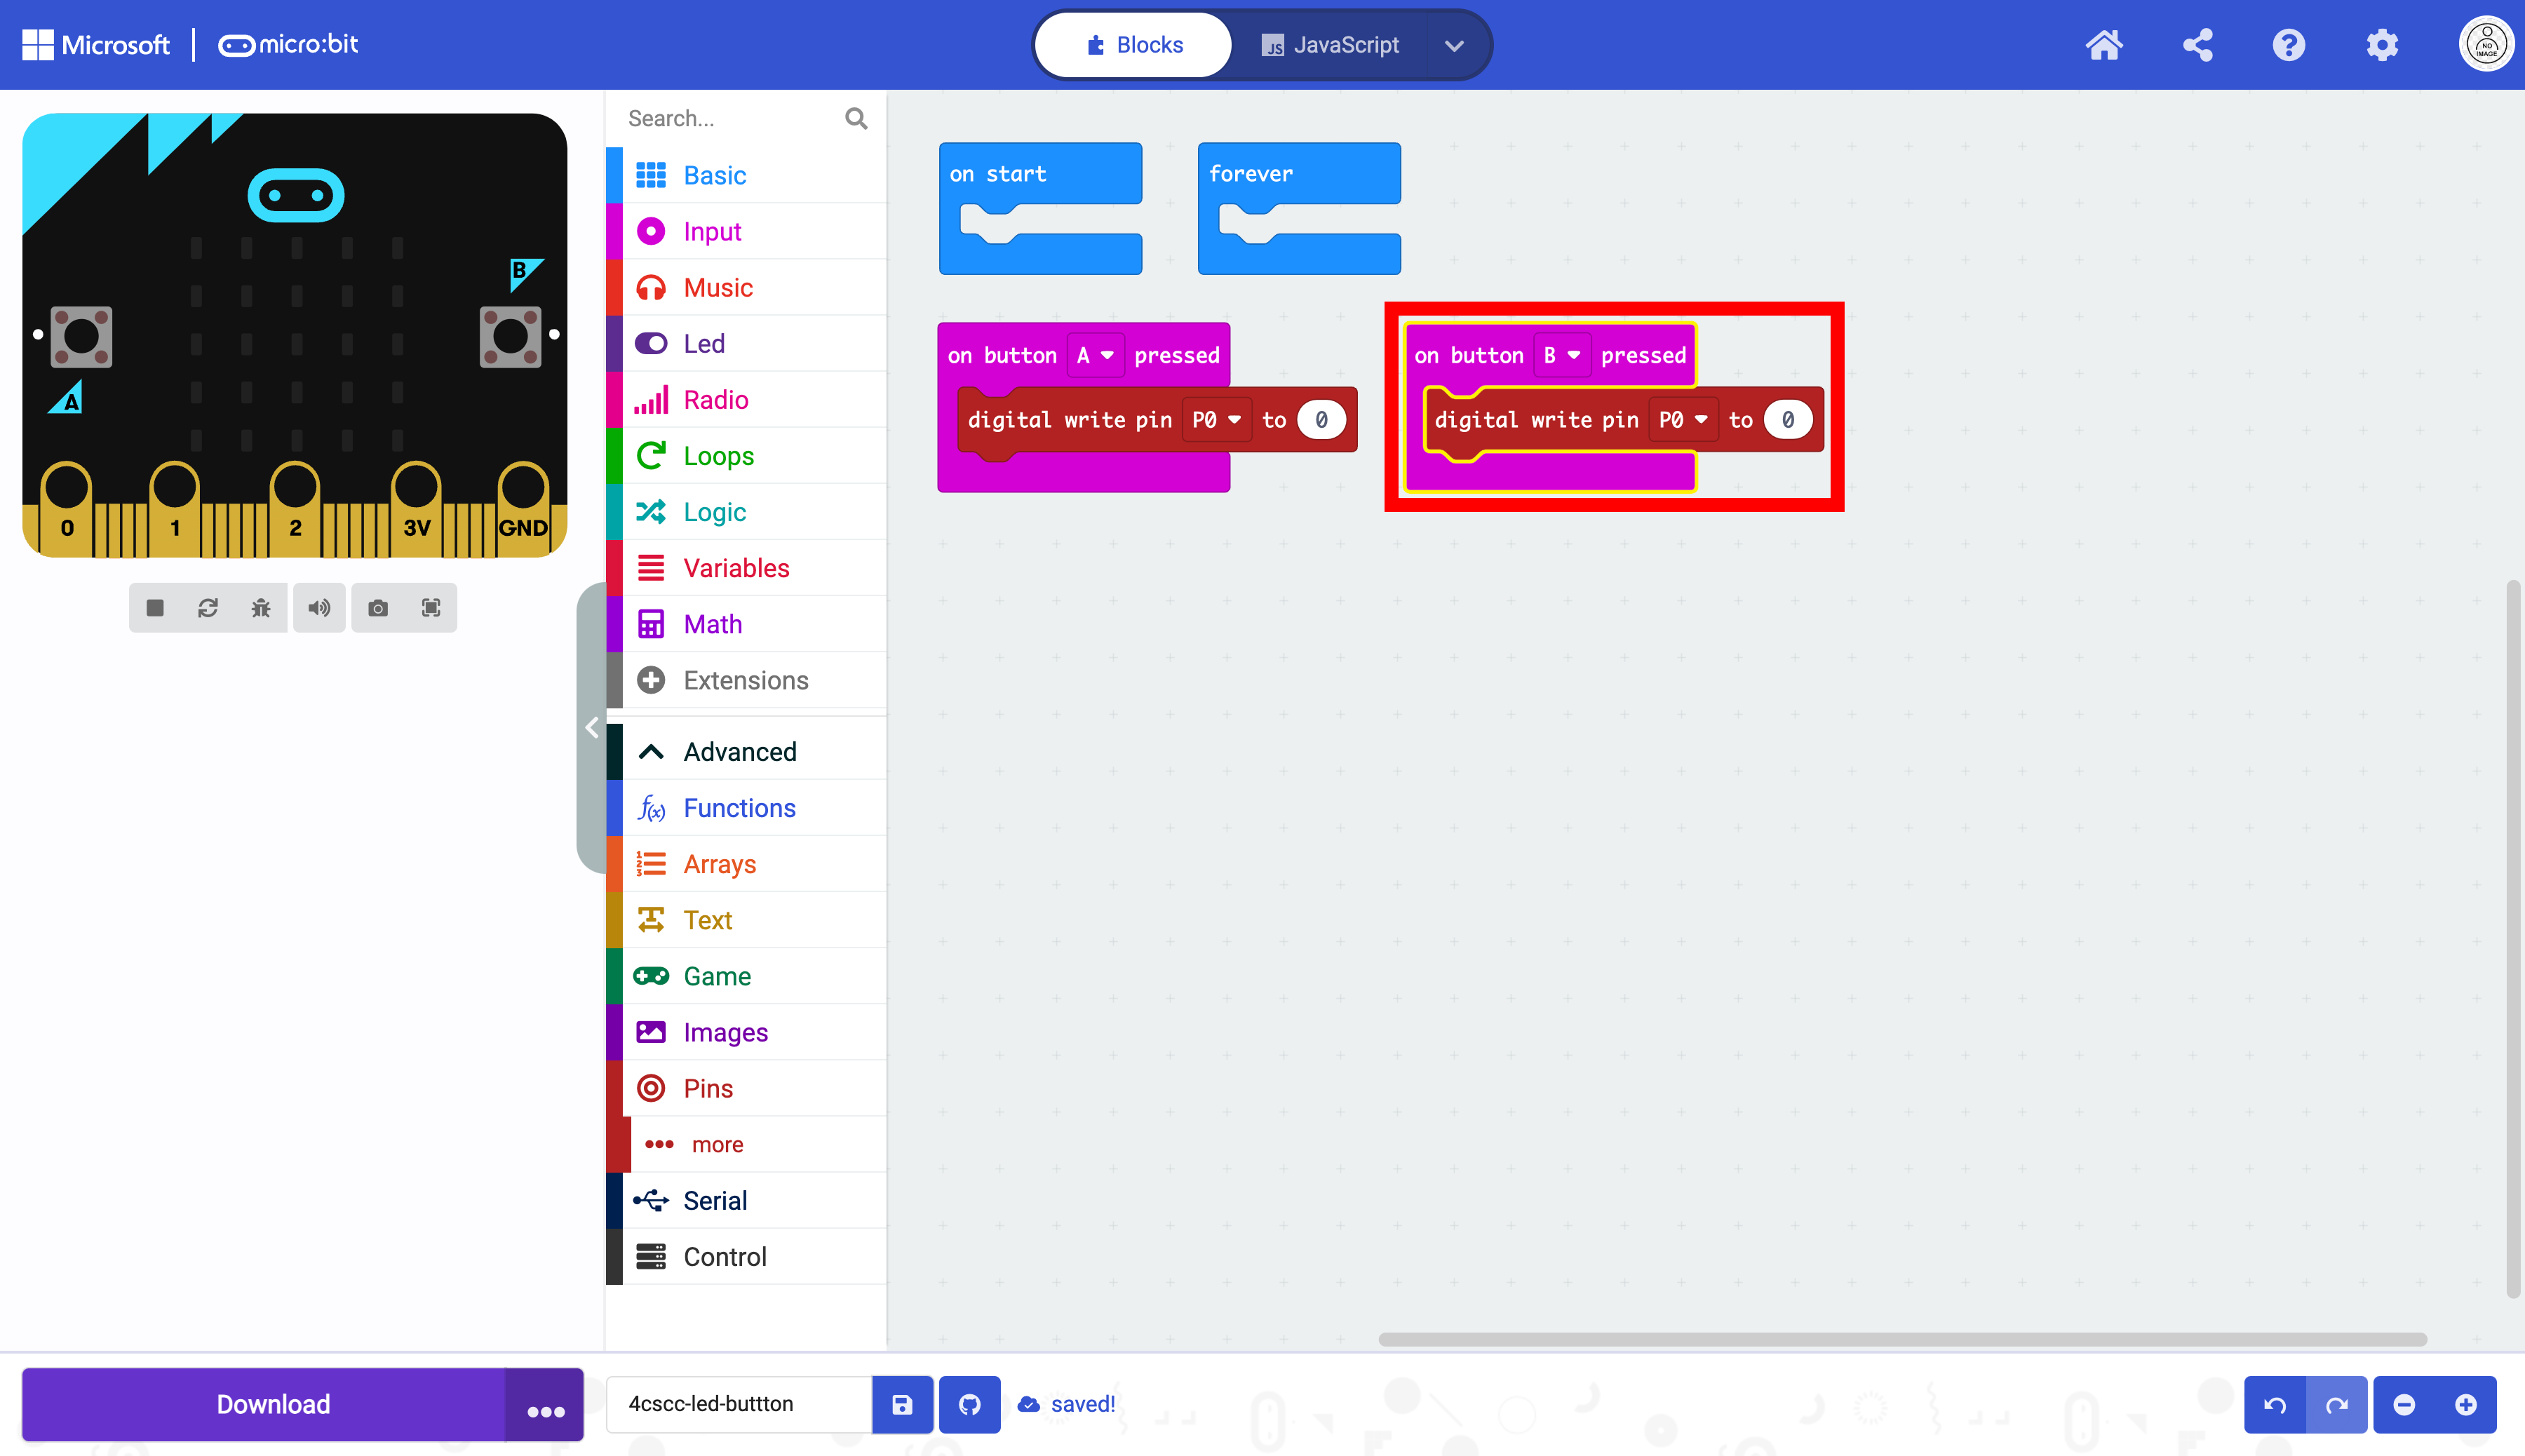 Microsoft micro:bit
Blocks JS JavaScript
NO IMAGE
B
A
0 1 2 3V GND
Search...
Basic
Input
Music
Led
Radio
Loops
Logic
Variables
Math
Extensions
Advanced
f(x) Functions
Arrays
Text
Game
Images
Pins
more
Serial
Control
on start
forever
on button A pressed
digital write pin P0 to 0
on button B pressed
digital write pin P0 to 0
Download
4cscc-led-buttton
saved!